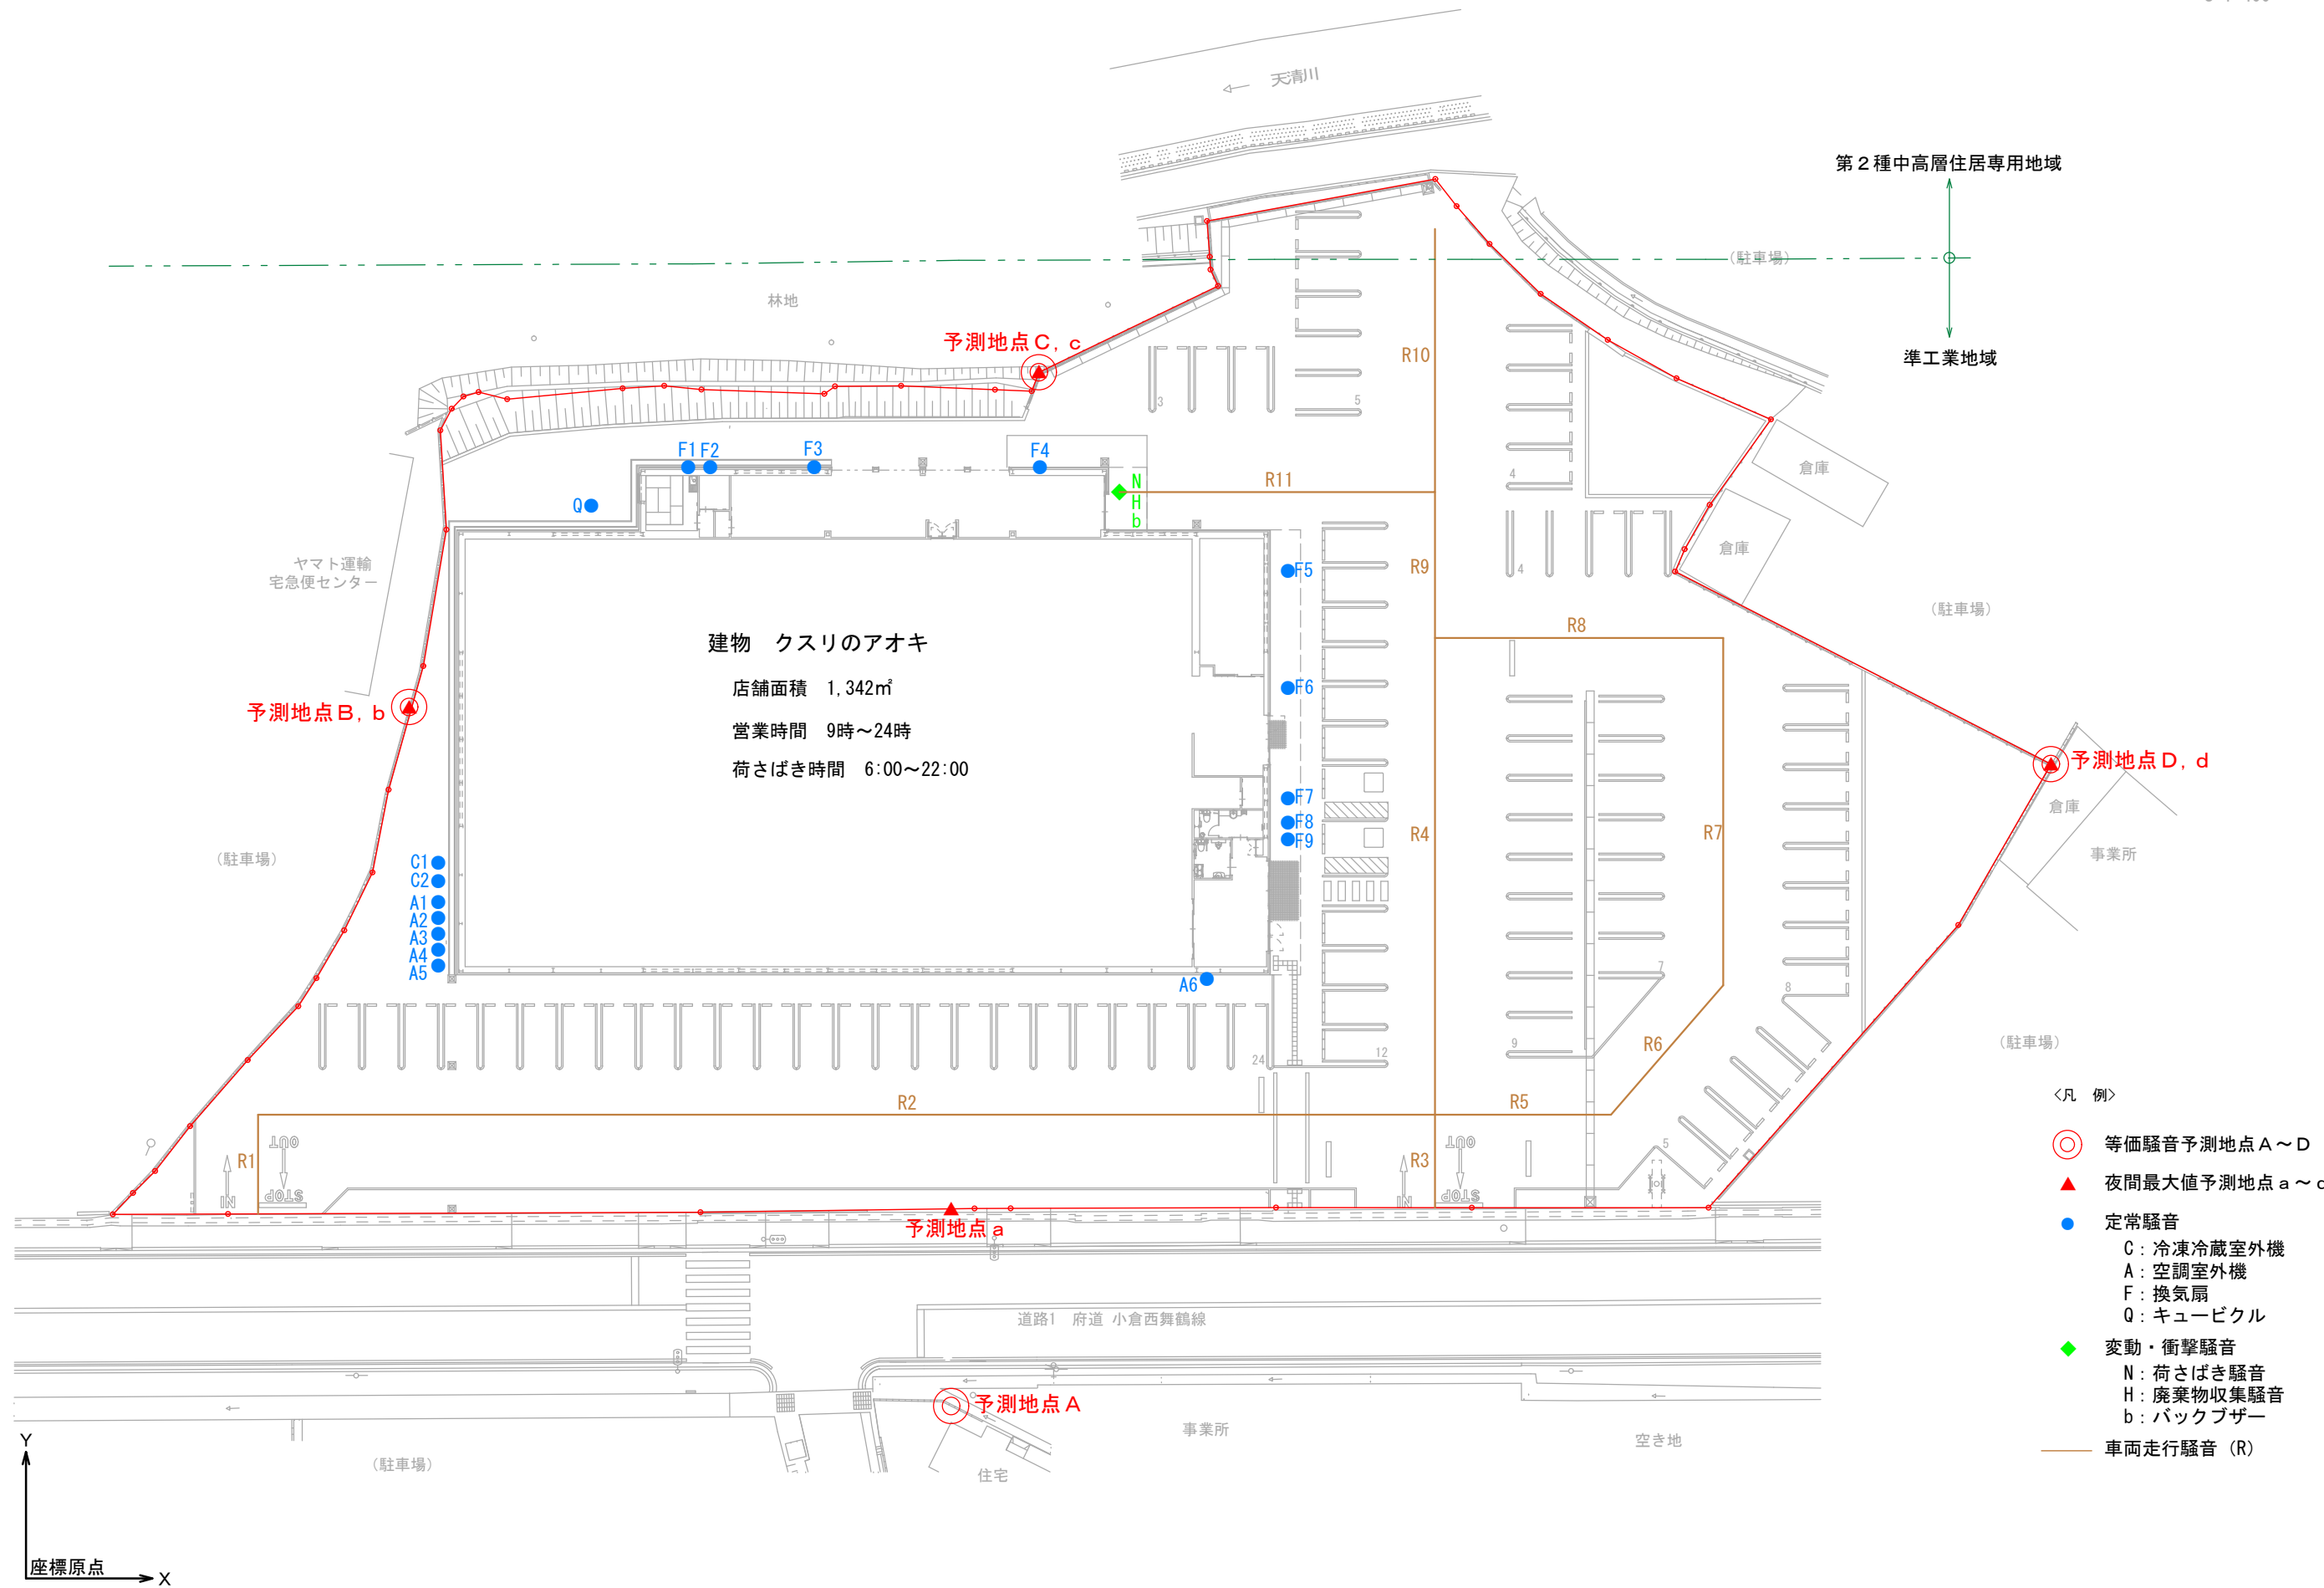 天清川
第2種中高層住居専用地域
(駐車場)
準工業地域
林地
予測地点C, c
R10
3
5
4
倉庫
F1
F2
F3
F4
R11
N
H
b
Q
倉庫
4
ヤマト運輸
宅急便センター
F5
R9
(駐車場)
R8
建物 クスリのアオキ
店舗面積 1,342㎡
営業時間 9時～24時
荷さばき時間 6:00～22:00
F6
予測地点B, b
予測地点D, d
倉庫
事業所
F7
F8
F9
R4
R7
(駐車場)
C1
C2
A1
A2
A3
A4
A5
A6
7
8
24
12
9
R6
(駐車場)
R2
R5
R1
OUT
IN
STOP
R3
OUT
IN
STOP
5
予測地点a
道路1 府道 小倉西舞鶴線
予測地点A
事業所
空き地
住宅
(駐車場)
<凡 例>
等価騒音予測地点A～D
夜間最大値予測地点a～d
定常騒音
C：冷凍冷蔵室外機
A：空調室外機
F：換気扇
Q：キュービクル
変動・衝撃騒音
N：荷さばき騒音
H：廃棄物収集騒音
b：バックブザー
車両走行騒音（R）
Y
座標原点
X